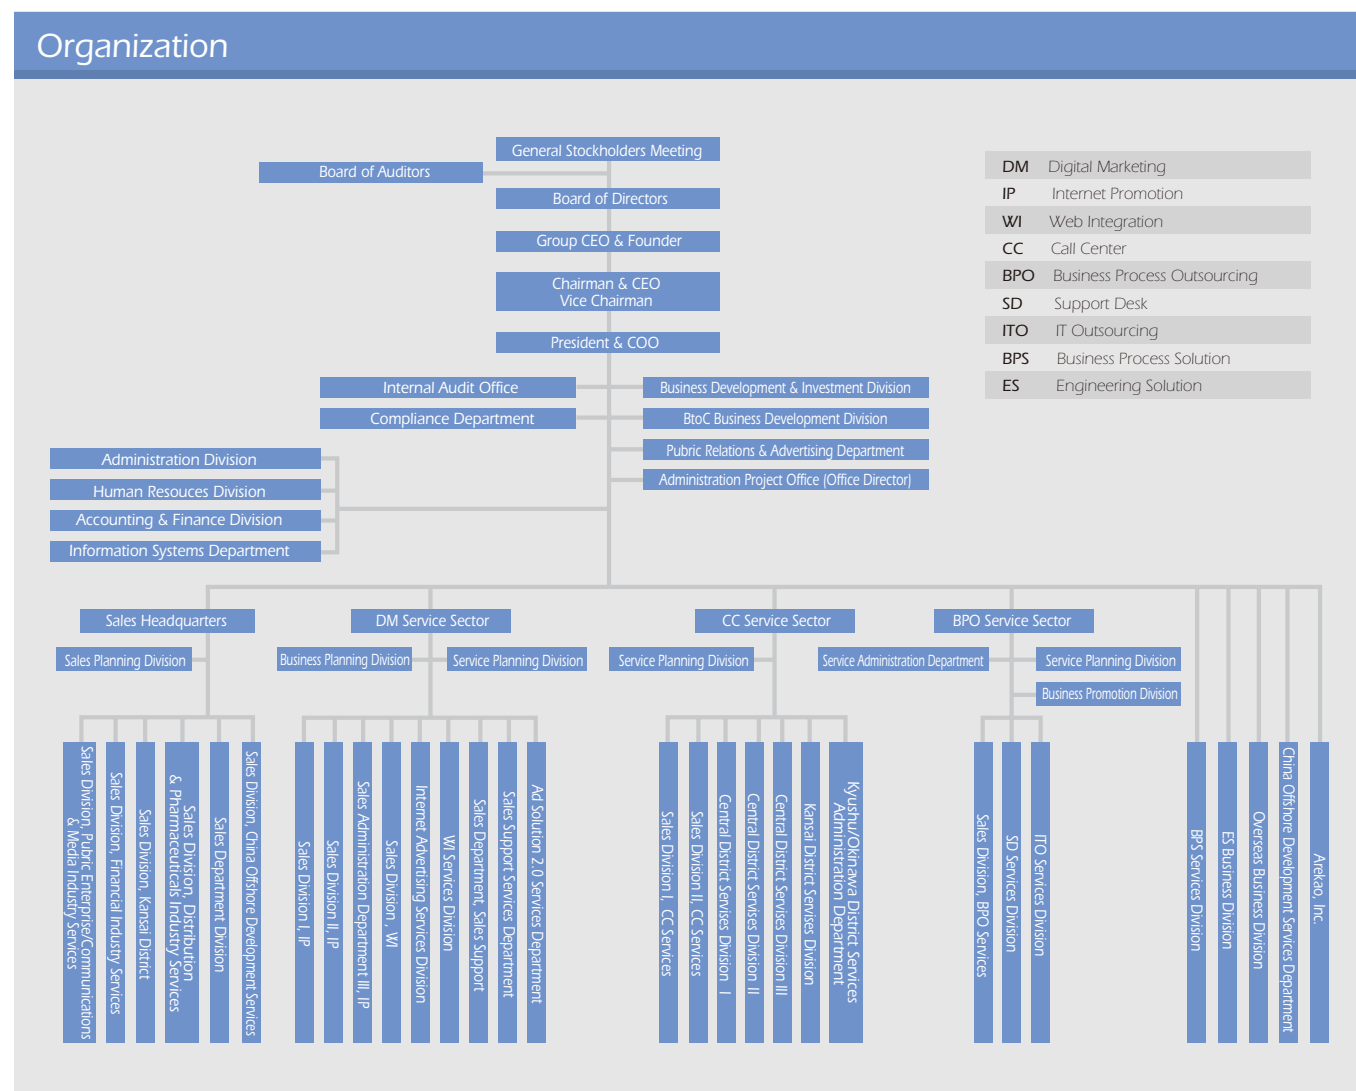 Organization
General Stockholders Meeting
Board of Auditors
Board of Directors
Group CEO & Founder
Chairman & CEO
Vice Chairman
President & COO
DM Digital Marketing
IP Internet Promotion
WI Web Integration
CC Call Center
BPO Business Process Outsourcing
SD Support Desk
ITO IT Outsourcing
BPS Business Process Solution
ES Engineering Solution
Internal Audit Office
Business Development & Investment Division
Compliance Department
BtoC Business Development Division
Pubric Relations & Advertising Department
Administration Project Office (Office Director)
Administration Division
Human Resouces Division
Accounting & Finance Division
Information Systems Department
Sales Headquarters
DM Service Sector
CC Service Sector
BPO Service Sector
Sales Planning Division
Business Planning Division
Service Planning Division
Service Planning Division
Service Administration Department
Service Planning Division
Business Promotion Division
Sales Division, Pubric Enterprise/Communications
& Media Industry Services
Sales Division, Financial Industry Services
Sales Division, Kansai District
Sales Division, Distribution
& Pharmaceuticals Industry Services
Sales Department Division
Sales Division, China Offshore Development Services
Sales Division I, IP
Sales Division II, IP
Sales Administration Department III, IP
Sales Division, WI
Internet Advertising Services Division
WI Services Division
Sales Department, Sales Support
Sales Support Services Department
Ad Solution 2.0 Services Department
Sales Division I, CC Services
Sales Division II, CC Services
Central District Servises Division I
Central District Servises Division II
Central District Servises Division III
Kansai District Servises Division
Kyushu/Okinawa District Services
Administration Department
Sales Division, BPO Services
SD Services Division
ITO Services Division
BPS Services Division
ES Business Division
Overseas Business Division
China Offshore Development Services Department
Arekao, Inc.